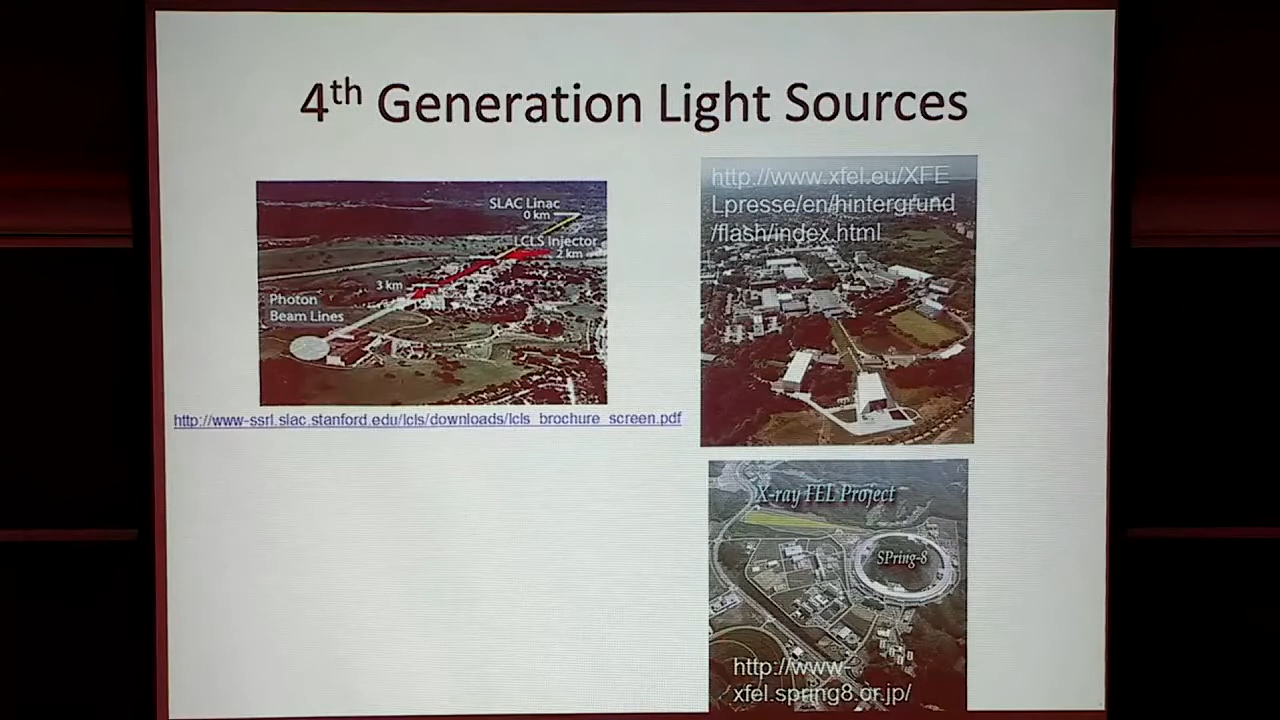 4th Generation Light Sources
SLAC Linac
0 km
LCLS Injector
2 km
3 km
Photon
Beam Lines
http://www-ssrl.slac.stanford.edu/lcls/downloads/lcls_brochure_screen.pdf
http://www.xfel.eu/XFE
Lpresse/en/hintergrund
/flash/index.html
X-ray FEL Project
SPring-8
http://www-
xfel.spring8.or.jp/